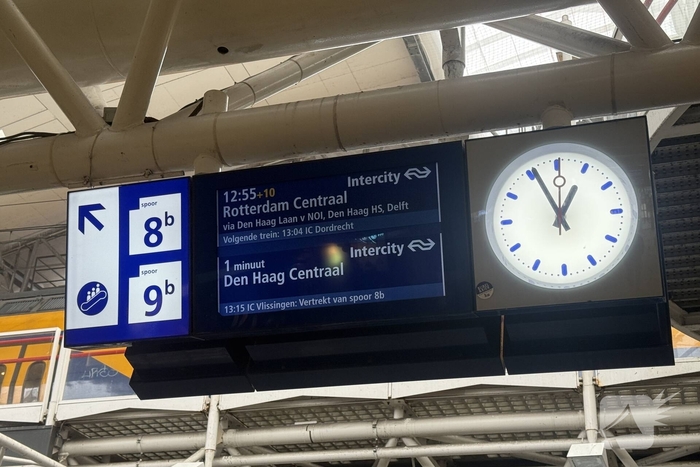 spoor
8b
spoor
9b
12:55+10
Intercity
Rotterdam Centraal
via Den Haag Laan v NOI, Den Haag HS, Delft
Volgende trein: 13:04 IC Dordrecht
1 minuut
Intercity
Den Haag Centraal
13:15 IC Vlissingen: Vertrekt van spoor 8b